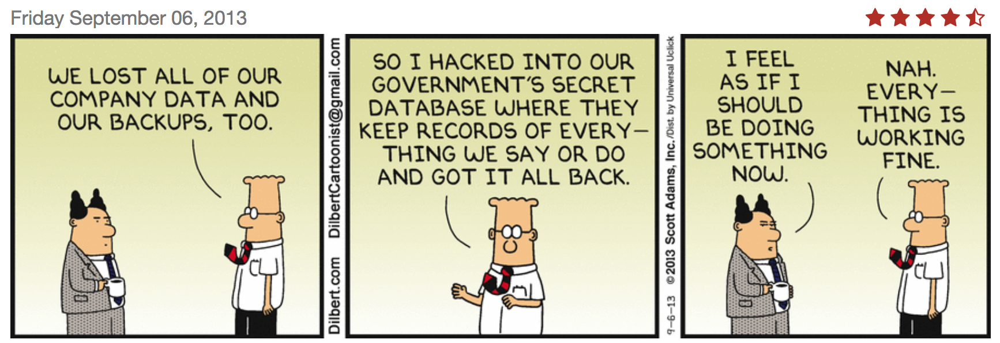 Friday September 06, 2013
WE LOST ALL OF OUR
COMPANY DATA AND
OUR BACKUPS, TOO.
Dilbert.com DilbertCartoonist@gmail.com
SO I HACKED INTO OUR
GOVERNMENT'S SECRET
DATABASE WHERE THEY
KEEP RECORDS OF EVERY—
THING WE SAY OR DO
AND GOT IT ALL BACK.
9-6-13 ©2013 Scott Adams, Inc. /Dist. by Universal Uclick
I FEEL
AS IF I
SHOULD
BE DOING
SOMETHING
NOW.
NAH.
EVERY—
THING IS
WORKING
FINE.